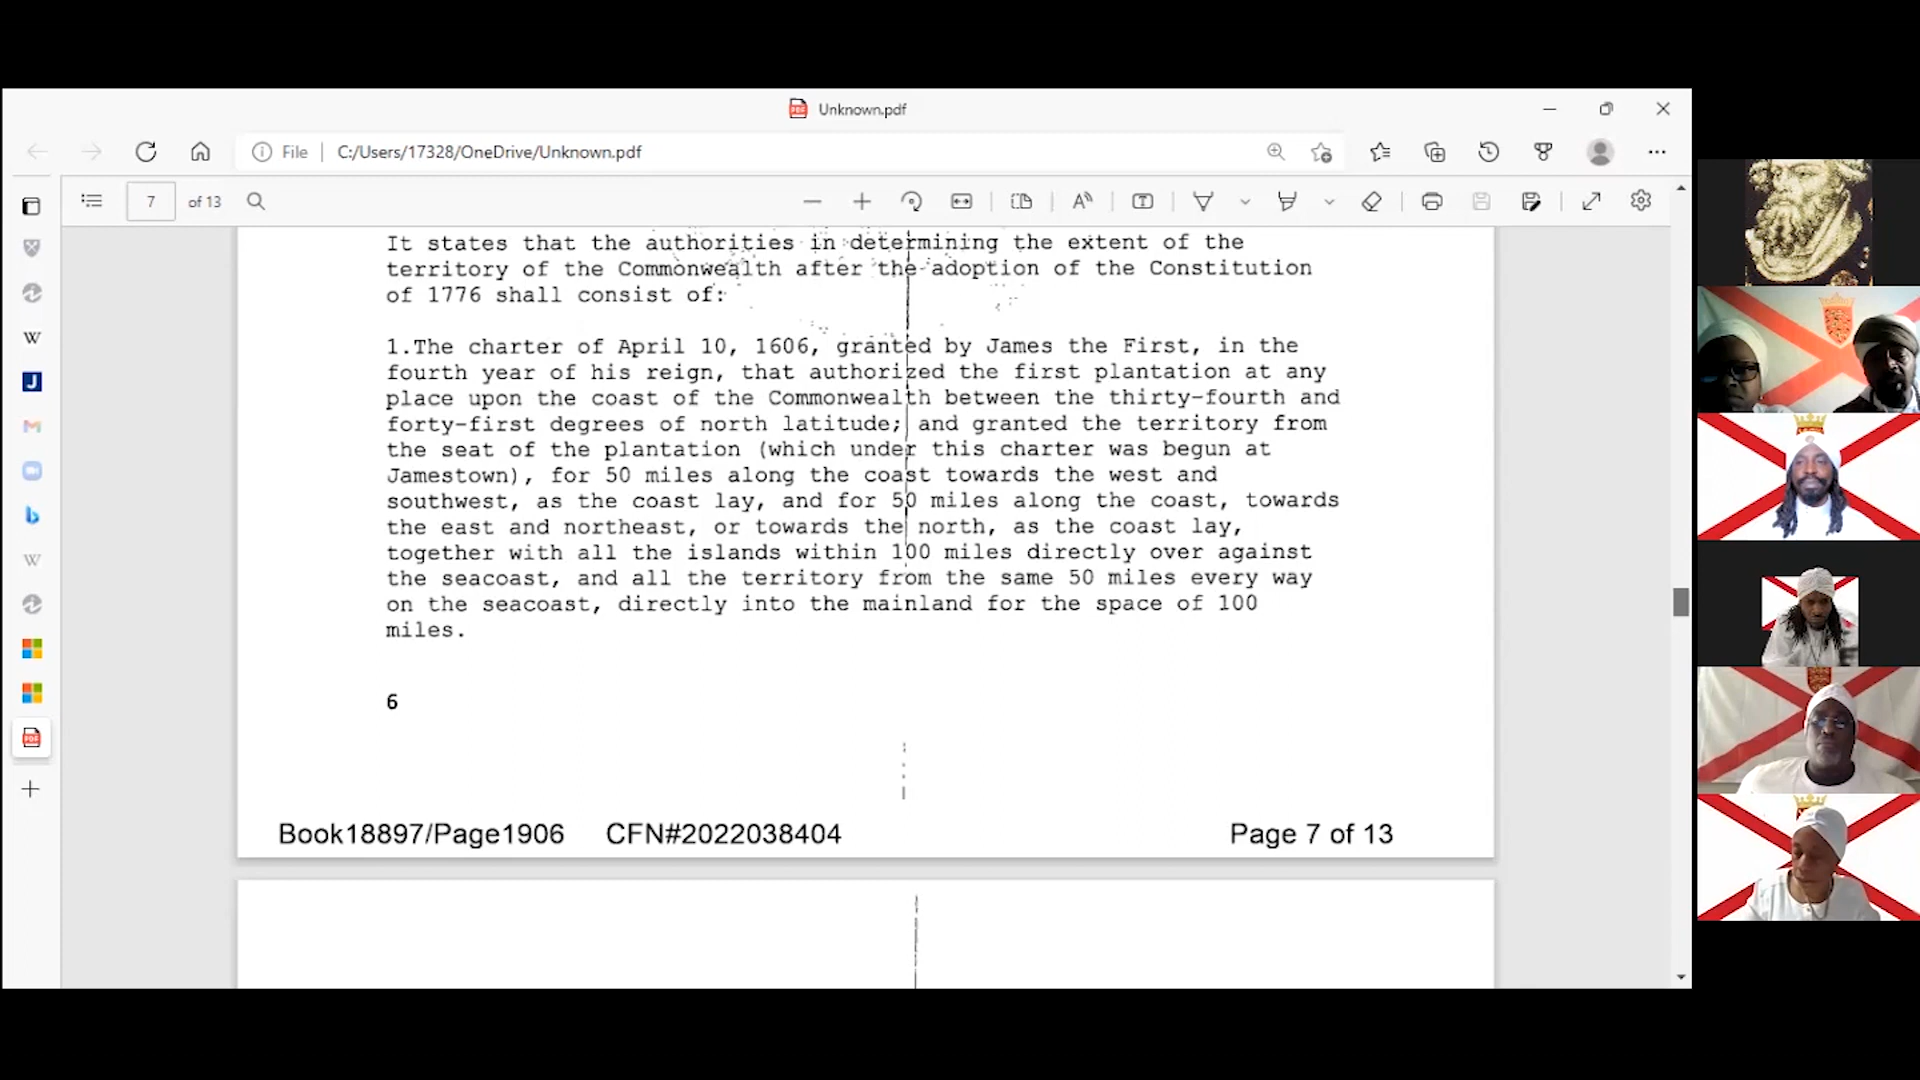 Unknown.pdf
File
C:/Users/17328/OneDrive/Unknown.pdf
7 of 13
It states that the authorities in determining the extent of the
territory of the Commonwealth after the adoption of the Constitution
of 1776 shall consist of:
1.The charter of April 10, 1606, granted by James the First, in the
fourth year of his reign, that authorized the first plantation at any
place upon the coast of the Commonwealth between the thirty-fourth and
forty-first degrees of north latitude; and granted the territory from
the seat of the plantation (which under this charter was begun at
Jamestown), for 50 miles along the coast towards the west and
southwest, as the coast lay, and for 50 miles along the coast, towards
the east and northeast, or towards the north, as the coast lay,
together with all the islands within 100 miles directly over against
the seacoast, and all the territory from the same 50 miles every way
on the seacoast, directly into the mainland for the space of 100
miles.
6
Book18897/Page1906 CFN#2022038404 Page 7 of 13